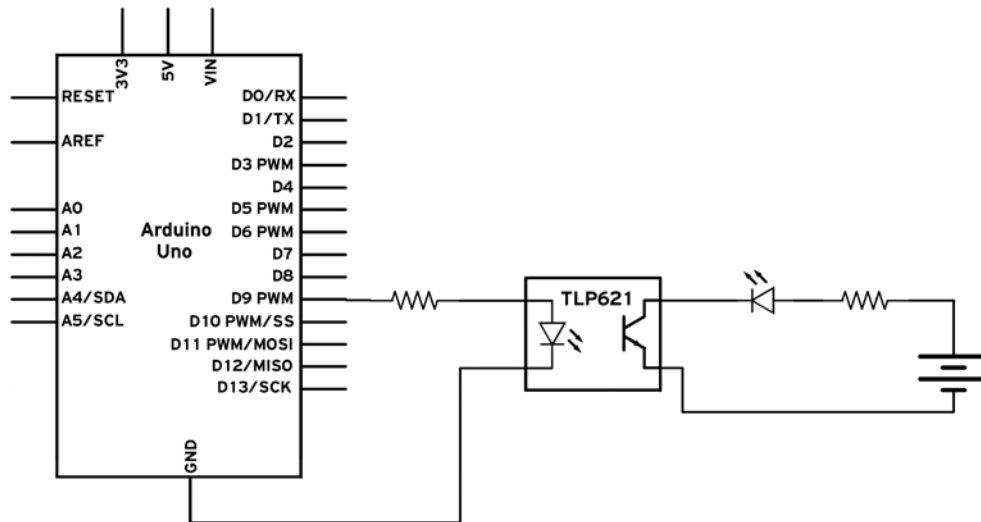 3V3
5V
VIN
RESET
AREF
A0
A1
A2
A3
A4/SDA
A5/SCL
Arduino
Uno
D0/RX
D1/TX
D2
D3 PWM
D4
D5 PWM
D6 PWM
D7
D8
D9 PWM
D10 PWM/SS
D11 PWM/MOSI
D12/MISO
D13/SCK
GND
TLP621